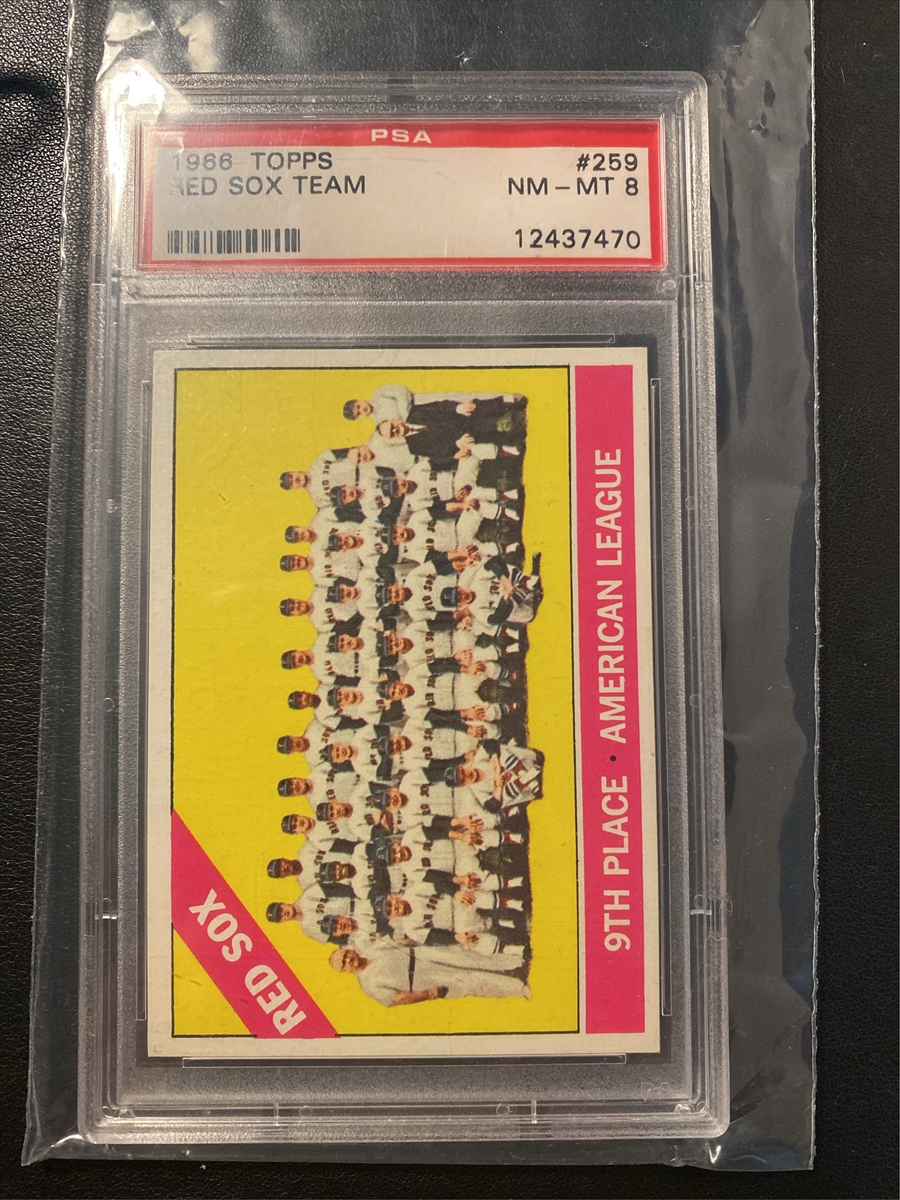 PSA
1966 TOPPS #259
RED SOX TEAM NM - MT 8
12437470
RED SOX
9TH PLACE • AMERICAN LEAGUE